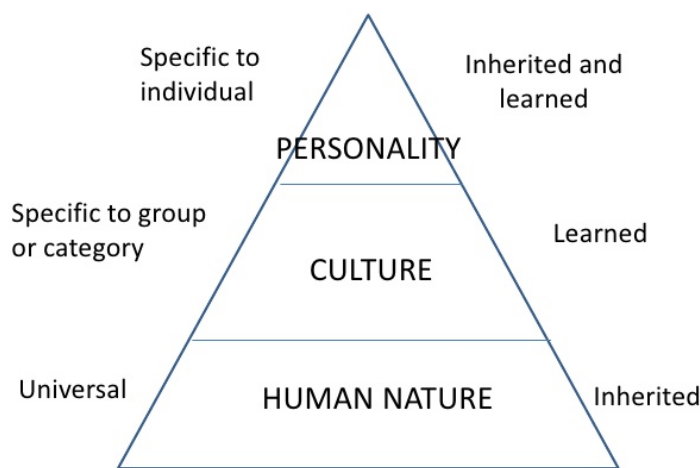 Specific to
individual
Inherited and
learned
PERSONALITY
Specific to group
or category
Learned
CULTURE
Universal
HUMAN NATURE
Inherited